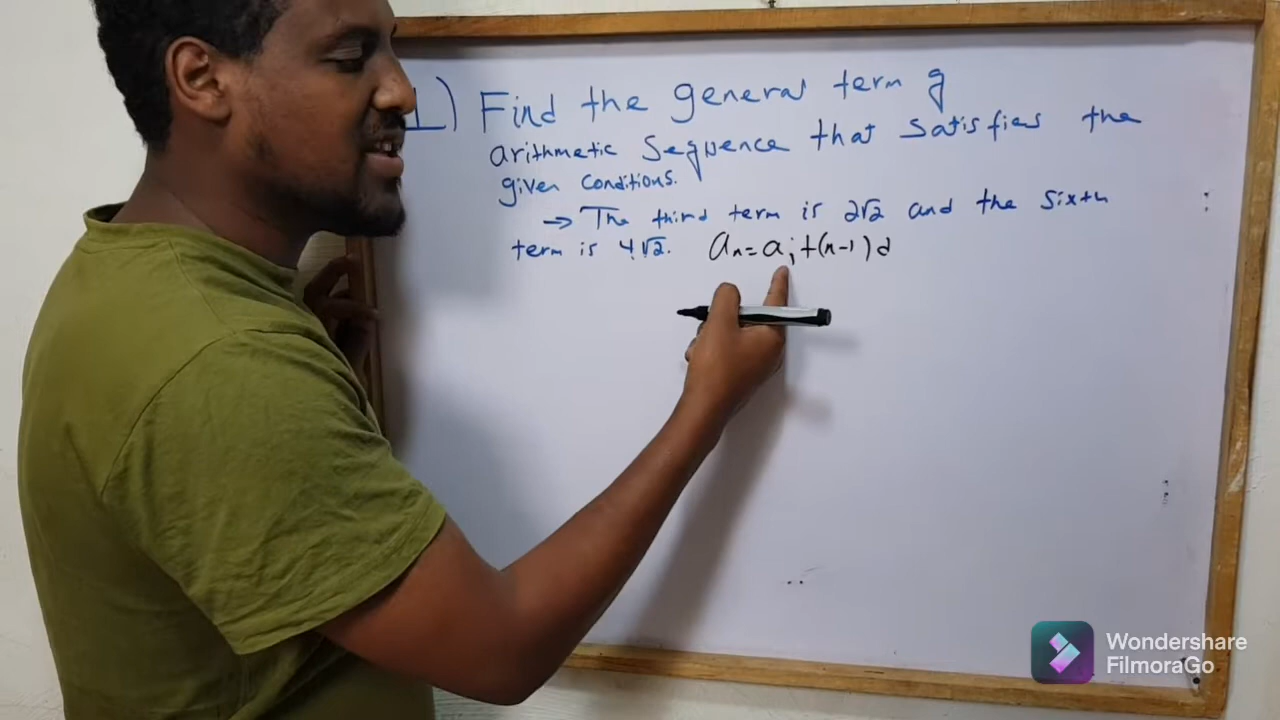 1) Find the general term of
arithmetic Sequence that satisfies the
given conditions.
→ The third term is 2√2 and the sixth
term is 4√2. aₙ = a₁ + (n-1) d
Wondershare
FilmoraGo